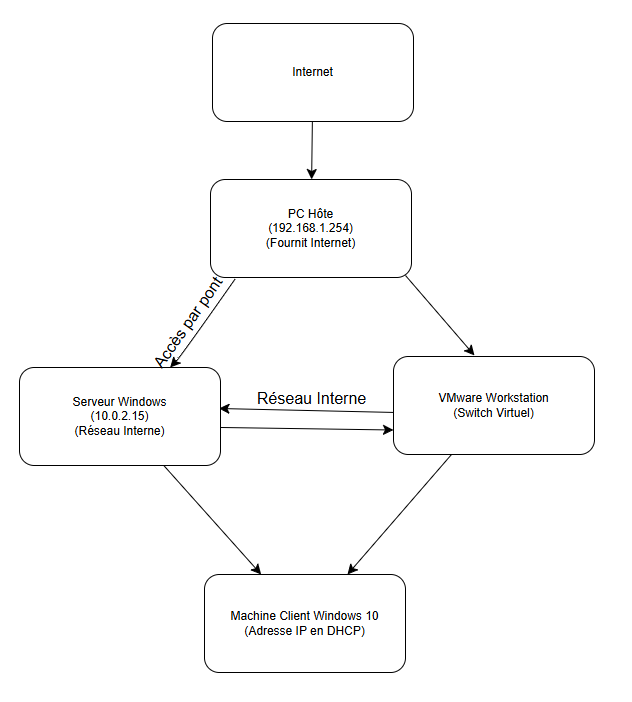 Internet
PC Hôte
(192.168.1.254)
(Fournit Internet)
Accès par pont
Serveur Windows
(10.0.2.15)
(Réseau Interne)
Réseau Interne
VMware Workstation
(Switch Virtuel)
Machine Client Windows 10
(Adresse IP en DHCP)